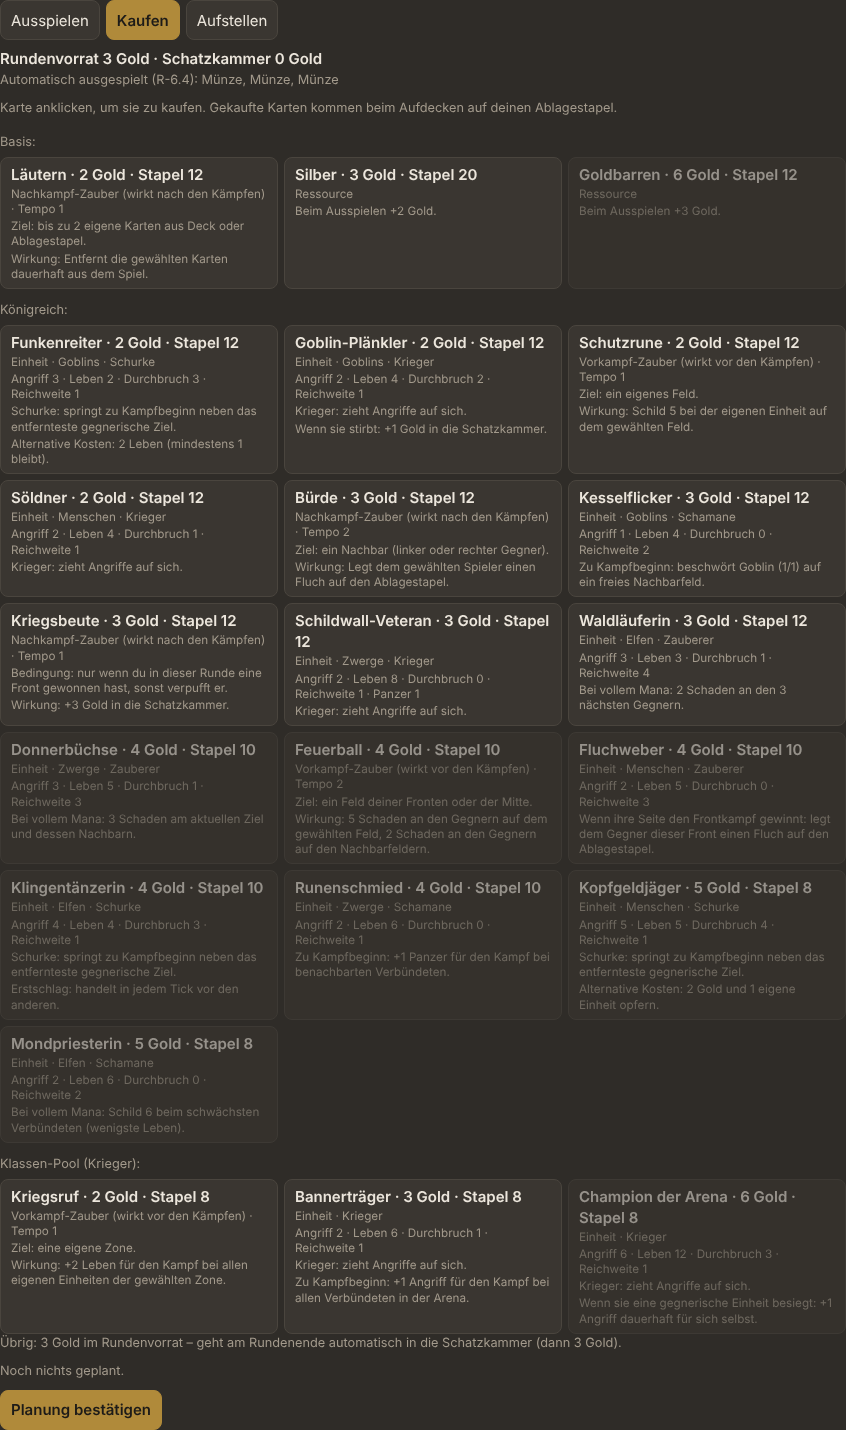 Ausspielen
Kaufen
Aufstellen
Rundenvorrat 3 Gold · Schatzkammer 0 Gold
Automatisch ausgespielt (R-6.4): Münze, Münze, Münze
Karte anklicken, um sie zu kaufen. Gekaufte Karten kommen beim Aufdecken auf deinen Ablagestapel.
Basis:
Läutern · 2 Gold · Stapel 12
Nachkampf-Zauber (wirkt nach den Kämpfen)
· Tempo 1
Ziel: bis zu 2 eigene Karten aus Deck oder
Ablagestapel.
Wirkung: Entfernt die gewählten Karten
dauerhaft aus dem Spiel.
Silber · 3 Gold · Stapel 20
Ressource
Beim Ausspielen +2 Gold.
Goldbarren · 6 Gold · Stapel 12
Ressource
Beim Ausspielen +3 Gold.
Königreich:
Funkenreiter · 2 Gold · Stapel 12
Einheit · Goblins · Schurke
Angriff 3 · Leben 2 · Durchbruch 3 ·
Reichweite 1
Schurke: springt zu Kampfbeginn neben das
entfernteste gegnerische Ziel.
Alternative Kosten: 2 Leben (mindestens 1
bleibt).
Goblin-Plänkler · 2 Gold · Stapel 12
Einheit · Goblins · Krieger
Angriff 2 · Leben 4 · Durchbruch 2 ·
Reichweite 1
Krieger: zieht Angriffe auf sich.
Wenn sie stirbt: +1 Gold in die Schatzkammer.
Schutzrune · 2 Gold · Stapel 12
Vorkampf-Zauber (wirkt vor den Kämpfen) ·
Tempo 1
Ziel: ein eigenes Feld.
Wirkung: Schild 5 bei der eigenen Einheit auf
dem gewählten Feld.
Söldner · 2 Gold · Stapel 12
Einheit · Menschen · Krieger
Angriff 2 · Leben 4 · Durchbruch 1 ·
Reichweite 1
Krieger: zieht Angriffe auf sich.
Bürde · 3 Gold · Stapel 12
Nachkampf-Zauber (wirkt nach den Kämpfen)
· Tempo 2
Ziel: ein Nachbar (linker oder rechter Gegner).
Wirkung: Legt dem gewählten Spieler einen
Fluch auf den Ablagestapel.
Kesselflicker · 3 Gold · Stapel 12
Einheit · Goblins · Schamane
Angriff 1 · Leben 4 · Durchbruch 0 ·
Reichweite 2
Zu Kampfbeginn: beschwört Goblin (1/1) auf
ein freies Nachbarfeld.
Kriegsbeute · 3 Gold · Stapel 12
Nachkampf-Zauber (wirkt nach den Kämpfen)
· Tempo 1
Bedingung: nur wenn du in dieser Runde eine
Front gewonnen hast, sonst verpufft er.
Wirkung: +3 Gold in die Schatzkammer.
Schildwall-Veteran · 3 Gold · Stapel
12
Einheit · Zwerge · Krieger
Angriff 2 · Leben 8 · Durchbruch 0 ·
Reichweite 1 · Panzer 1
Krieger: zieht Angriffe auf sich.
Waldläuferin · 3 Gold · Stapel 12
Einheit · Elfen · Zauberer
Angriff 3 · Leben 3 · Durchbruch 1 ·
Reichweite 4
Bei vollem Mana: 2 Schaden an den 3
nächsten Gegnern.
Donnerbüchse · 4 Gold · Stapel 10
Einheit · Zwerge · Zauberer
Angriff 3 · Leben 5 · Durchbruch 1 ·
Reichweite 3
Bei vollem Mana: 3 Schaden am aktuellen Ziel
und dessen Nachbarn.
Feuerball · 4 Gold · Stapel 10
Vorkampf-Zauber (wirkt vor den Kämpfen) ·
Tempo 2
Ziel: ein Feld deiner Fronten oder der Mitte.
Wirkung: 5 Schaden an den Gegnern auf dem
gewählten Feld, 2 Schaden an den Gegnern
auf den Nachbarfeldern.
Fluchweber · 4 Gold · Stapel 10
Einheit · Menschen · Zauberer
Angriff 2 · Leben 5 · Durchbruch 0 ·
Reichweite 3
Wenn ihre Seite den Frontkampf gewinnt: legt
dem Gegner dieser Front einen Fluch auf den
Ablagestapel.
Klingentänzerin · 4 Gold · Stapel 10
Einheit · Elfen · Schurke
Angriff 4 · Leben 4 · Durchbruch 3 ·
Reichweite 1
Schurke: springt zu Kampfbeginn neben das
entfernteste gegnerische Ziel.
Erstschlag: handelt in jedem Tick vor den
anderen.
Runenschmied · 4 Gold · Stapel 10
Einheit · Zwerge · Schamane
Angriff 2 · Leben 6 · Durchbruch 0 ·
Reichweite 1
Zu Kampfbeginn: +1 Panzer für den Kampf bei
benachbarten Verbündeten.
Kopfgeldjäger · 5 Gold · Stapel 8
Einheit · Menschen · Schurke
Angriff 5 · Leben 5 · Durchbruch 4 ·
Reichweite 1
Schurke: springt zu Kampfbeginn neben das
entfernteste gegnerische Ziel.
Alternative Kosten: 2 Gold und 1 eigene
Einheit opfern.
Mondpriesterin · 5 Gold · Stapel 8
Einheit · Elfen · Schamane
Angriff 2 · Leben 6 · Durchbruch 0 ·
Reichweite 2
Bei vollem Mana: Schild 6 beim schwächsten
Verbündeten (wenigste Leben).
Klassen-Pool (Krieger):
Kriegsruf · 2 Gold · Stapel 8
Vorkampf-Zauber (wirkt vor den Kämpfen) ·
Tempo 1
Ziel: eine eigene Zone.
Wirkung: +2 Leben für den Kampf bei allen
eigenen Einheiten der gewählten Zone.
Bannerträger · 3 Gold · Stapel 8
Einheit · Krieger
Angriff 2 · Leben 6 · Durchbruch 1 ·
Reichweite 1
Krieger: zieht Angriffe auf sich.
Zu Kampfbeginn: +1 Angriff für den Kampf bei
allen Verbündeten in der Arena.
Champion der Arena · 6 Gold ·
Stapel 8
Einheit · Krieger
Angriff 6 · Leben 12 · Durchbruch 3 ·
Reichweite 1
Krieger: zieht Angriffe auf sich.
Wenn sie eine gegnerische Einheit besiegt: +1
Angriff dauerhaft für sich selbst.
Übrig: 3 Gold im Rundenvorrat – geht am Rundenende automatisch in die Schatzkammer (dann 3 Gold).
Noch nichts geplant.
Planung bestätigen